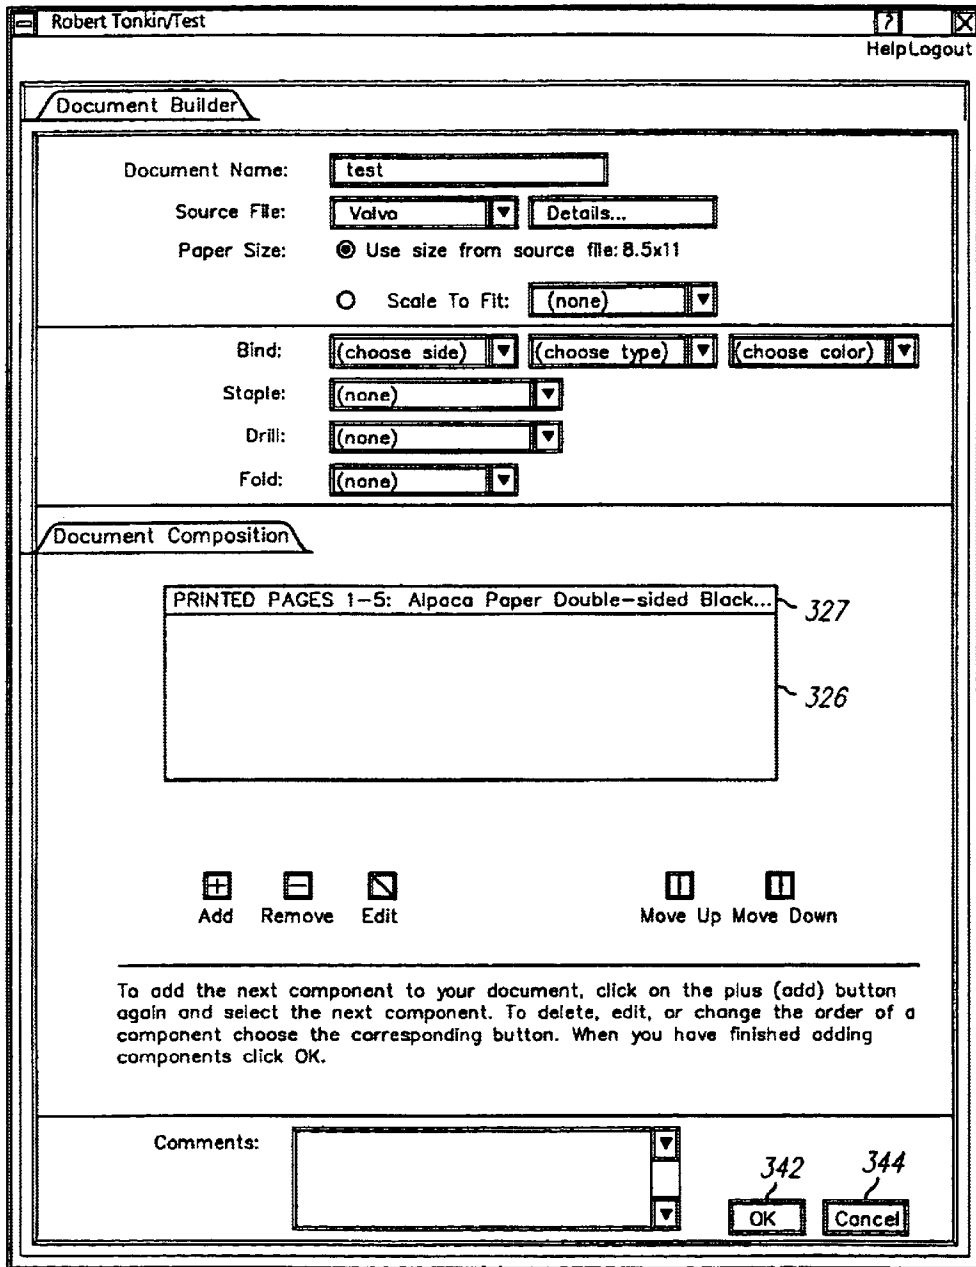 Robert Tonkin/Test ?
Help Logout
Document Builder
Document Name: test
Source File: Volvo Details...
Paper Size: Use size from source file: 8.5x11
Scale To Fit: (none)
Bind: (choose side) (choose type) (choose color)
Staple: (none)
Drill: (none)
Fold: (none)
Document Composition
PRINTED PAGES 1-5: Alpaca Paper Double-sided Black...
327
326
Add Remove Edit Move Up Move Down
To add the next component to your document, click on the plus (add) button
again and select the next component. To delete, edit, or change the order of a
component choose the corresponding button. When you have finished adding
components click OK.
Comments:
342 344
OK Cancel